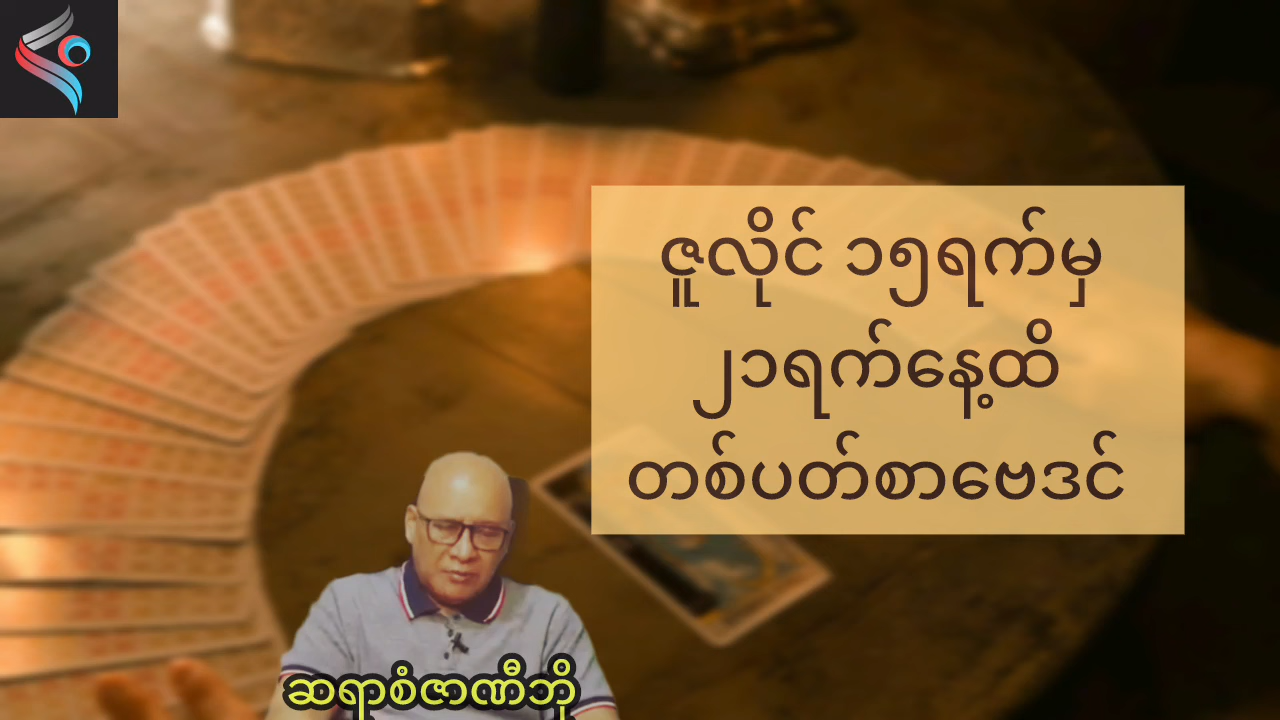 ဇူလိုင် ၁၅ရက်မှ
၂၁ရက်နေ့ထိ
တစ်ပတ်စာဗေဒင်
ဆရာစံဇာဏီဘို